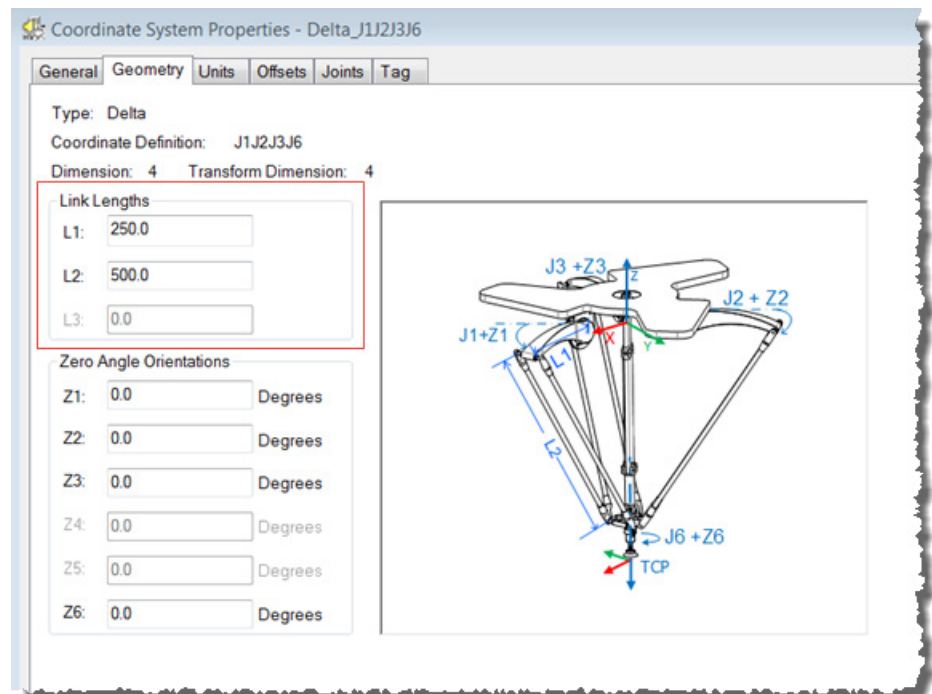 Coordinate System Properties - Delta_J1J2J3J6
General Geometry Units Offsets Joints Tag
Type: Delta
Coordinate Definition: J1J2J3J6
Dimension: 4 Transform Dimension: 4
Link Lengths
L1: 250.0
L2: 500.0
L3: 0.0
Zero Angle Orientations
Z1: 0.0 Degrees
Z2: 0.0 Degrees
Z3: 0.0 Degrees
Z4: 0.0 Degrees
Z5: 0.0 Degrees
Z6: 0.0 Degrees
J3 +Z3
Z
J2 + Z2
J1+Z1
X
Y
L1
L2
J6 +Z6
TCP